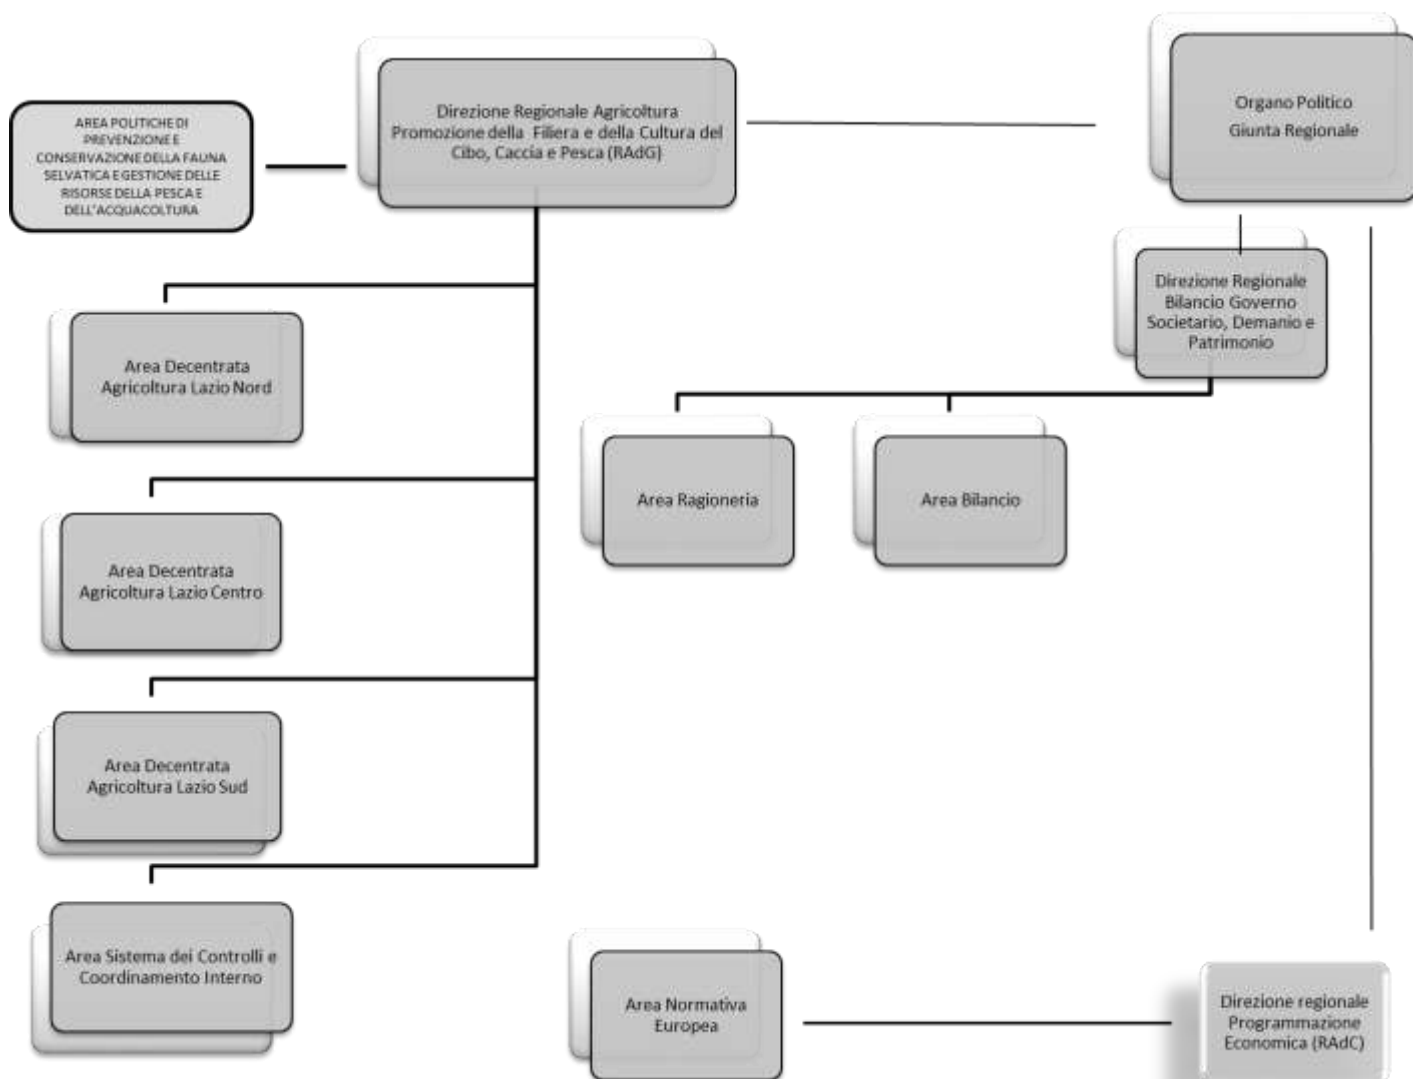 Direzione Regionale Agricoltura
Promozione della Filiera e della Cultura del
Cibo, Caccia e Pesca (RAdG)
Organo Politico
Giunta Regionale
AREA POLITICHE DI
PREVENZIONE E
CONSERVAZIONE DELLA FAUNA
SELVATICA E GESTIONE DELLE
RISORSE DELLA PESCA E
DELL'ACQUACOLTURA
Direzione Regionale
Bilancio Governo
Societario, Demanio e
Patrimonio
Area Decentrata
Agricoltura Lazio Nord
Area Ragioneria
Area Bilancio
Area Decentrata
Agricoltura Lazio Centro
Area Decentrata
Agricoltura Lazio Sud
Area Sistema dei Controlli e
Coordinamento Interno
Area Normativa
Europea
Direzione regionale
Programmazione
Economica (RAdC)